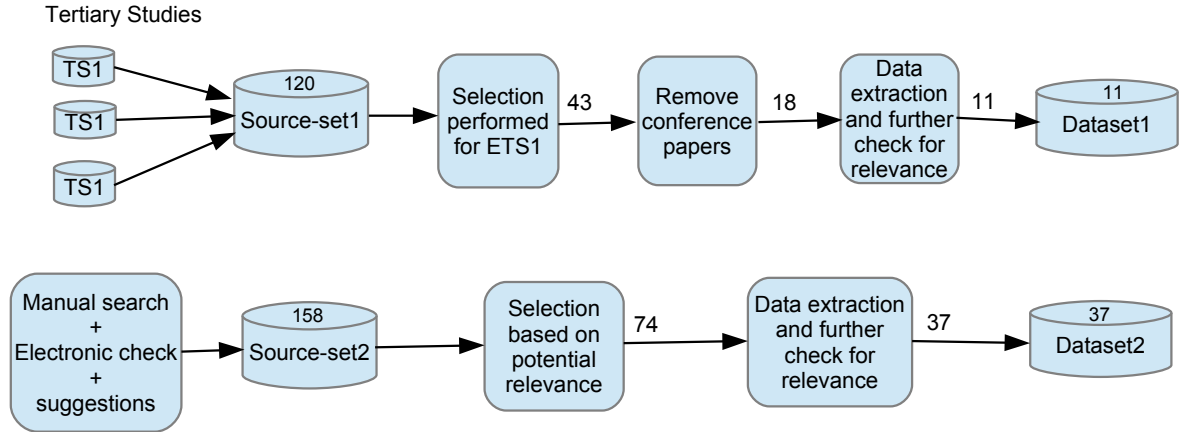 Tertiary Studies
TS1
TS1
TS1
120
Source-set1
Selection
performed
for ETS1
43
Remove
conference
papers
18
Data
extraction
and further
check for
relevance
11
11
Dataset1
Manual search
+
Electronic check
+
suggestions
158
Source-set2
Selection
based on
potential
relevance
74
Data extraction
and further
check for
relevance
37
37
Dataset2